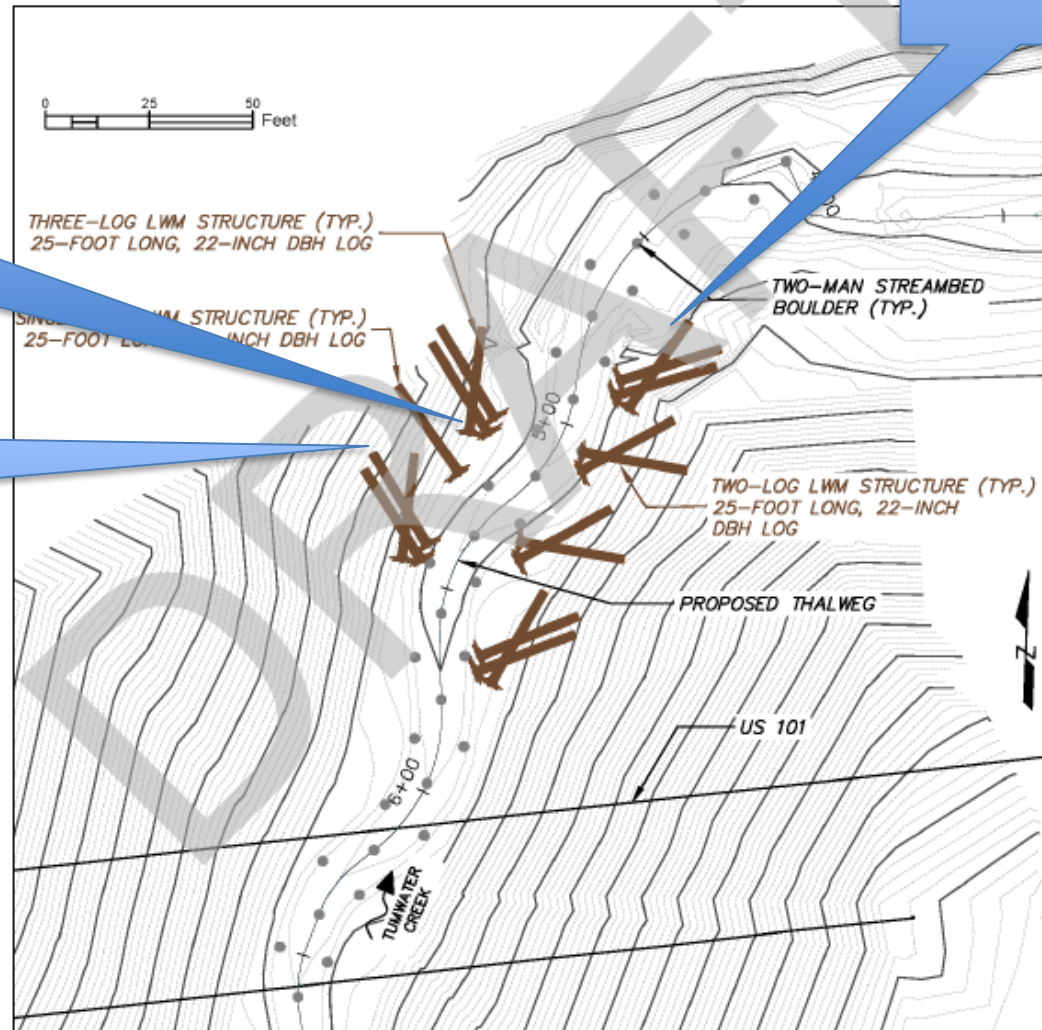 0 25 50
Feet
THREE-LOG LWM STRUCTURE (TYP.)
25-FOOT LONG, 22-INCH DBH LOG
TWO-MAN STREAMBED
BOULDER (TYP.)
SINGLE WM STRUCTURE (TYP.)
25-FOOT INCH DBH LOG
5+00
TWO-LOG LWM STRUCTURE (TYP.)
25-FOOT LONG, 22-INCH
DBH LOG
PROPOSED THALWEG
N
US 101
6+00
TUMWATER
CREEK
DRAFT